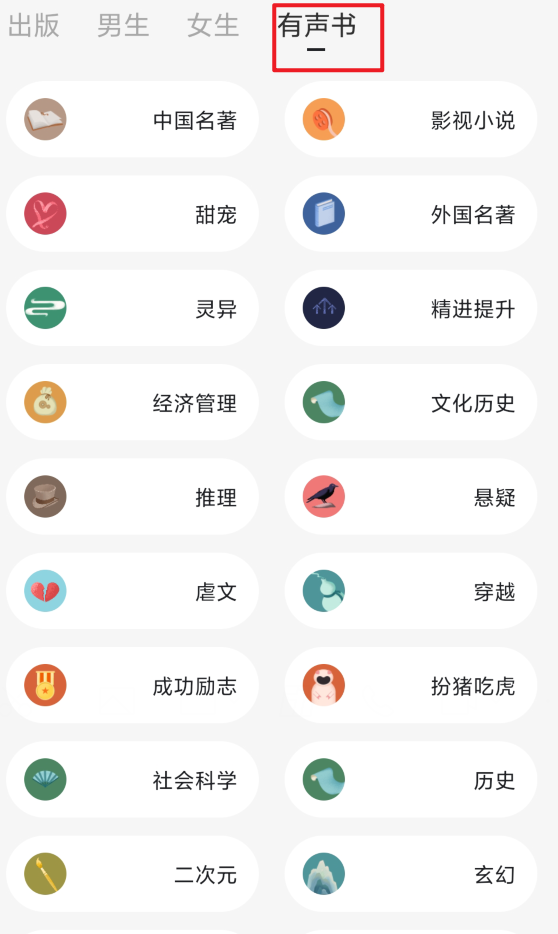 出版 男生 女生 有声书
中国名著 影视小说
甜宠 外国名著
灵异 精进提升
经济管理 文化历史
推理 悬疑
虐文 穿越
成功励志 扮猪吃虎
社会科学 历史
二次元 玄幻